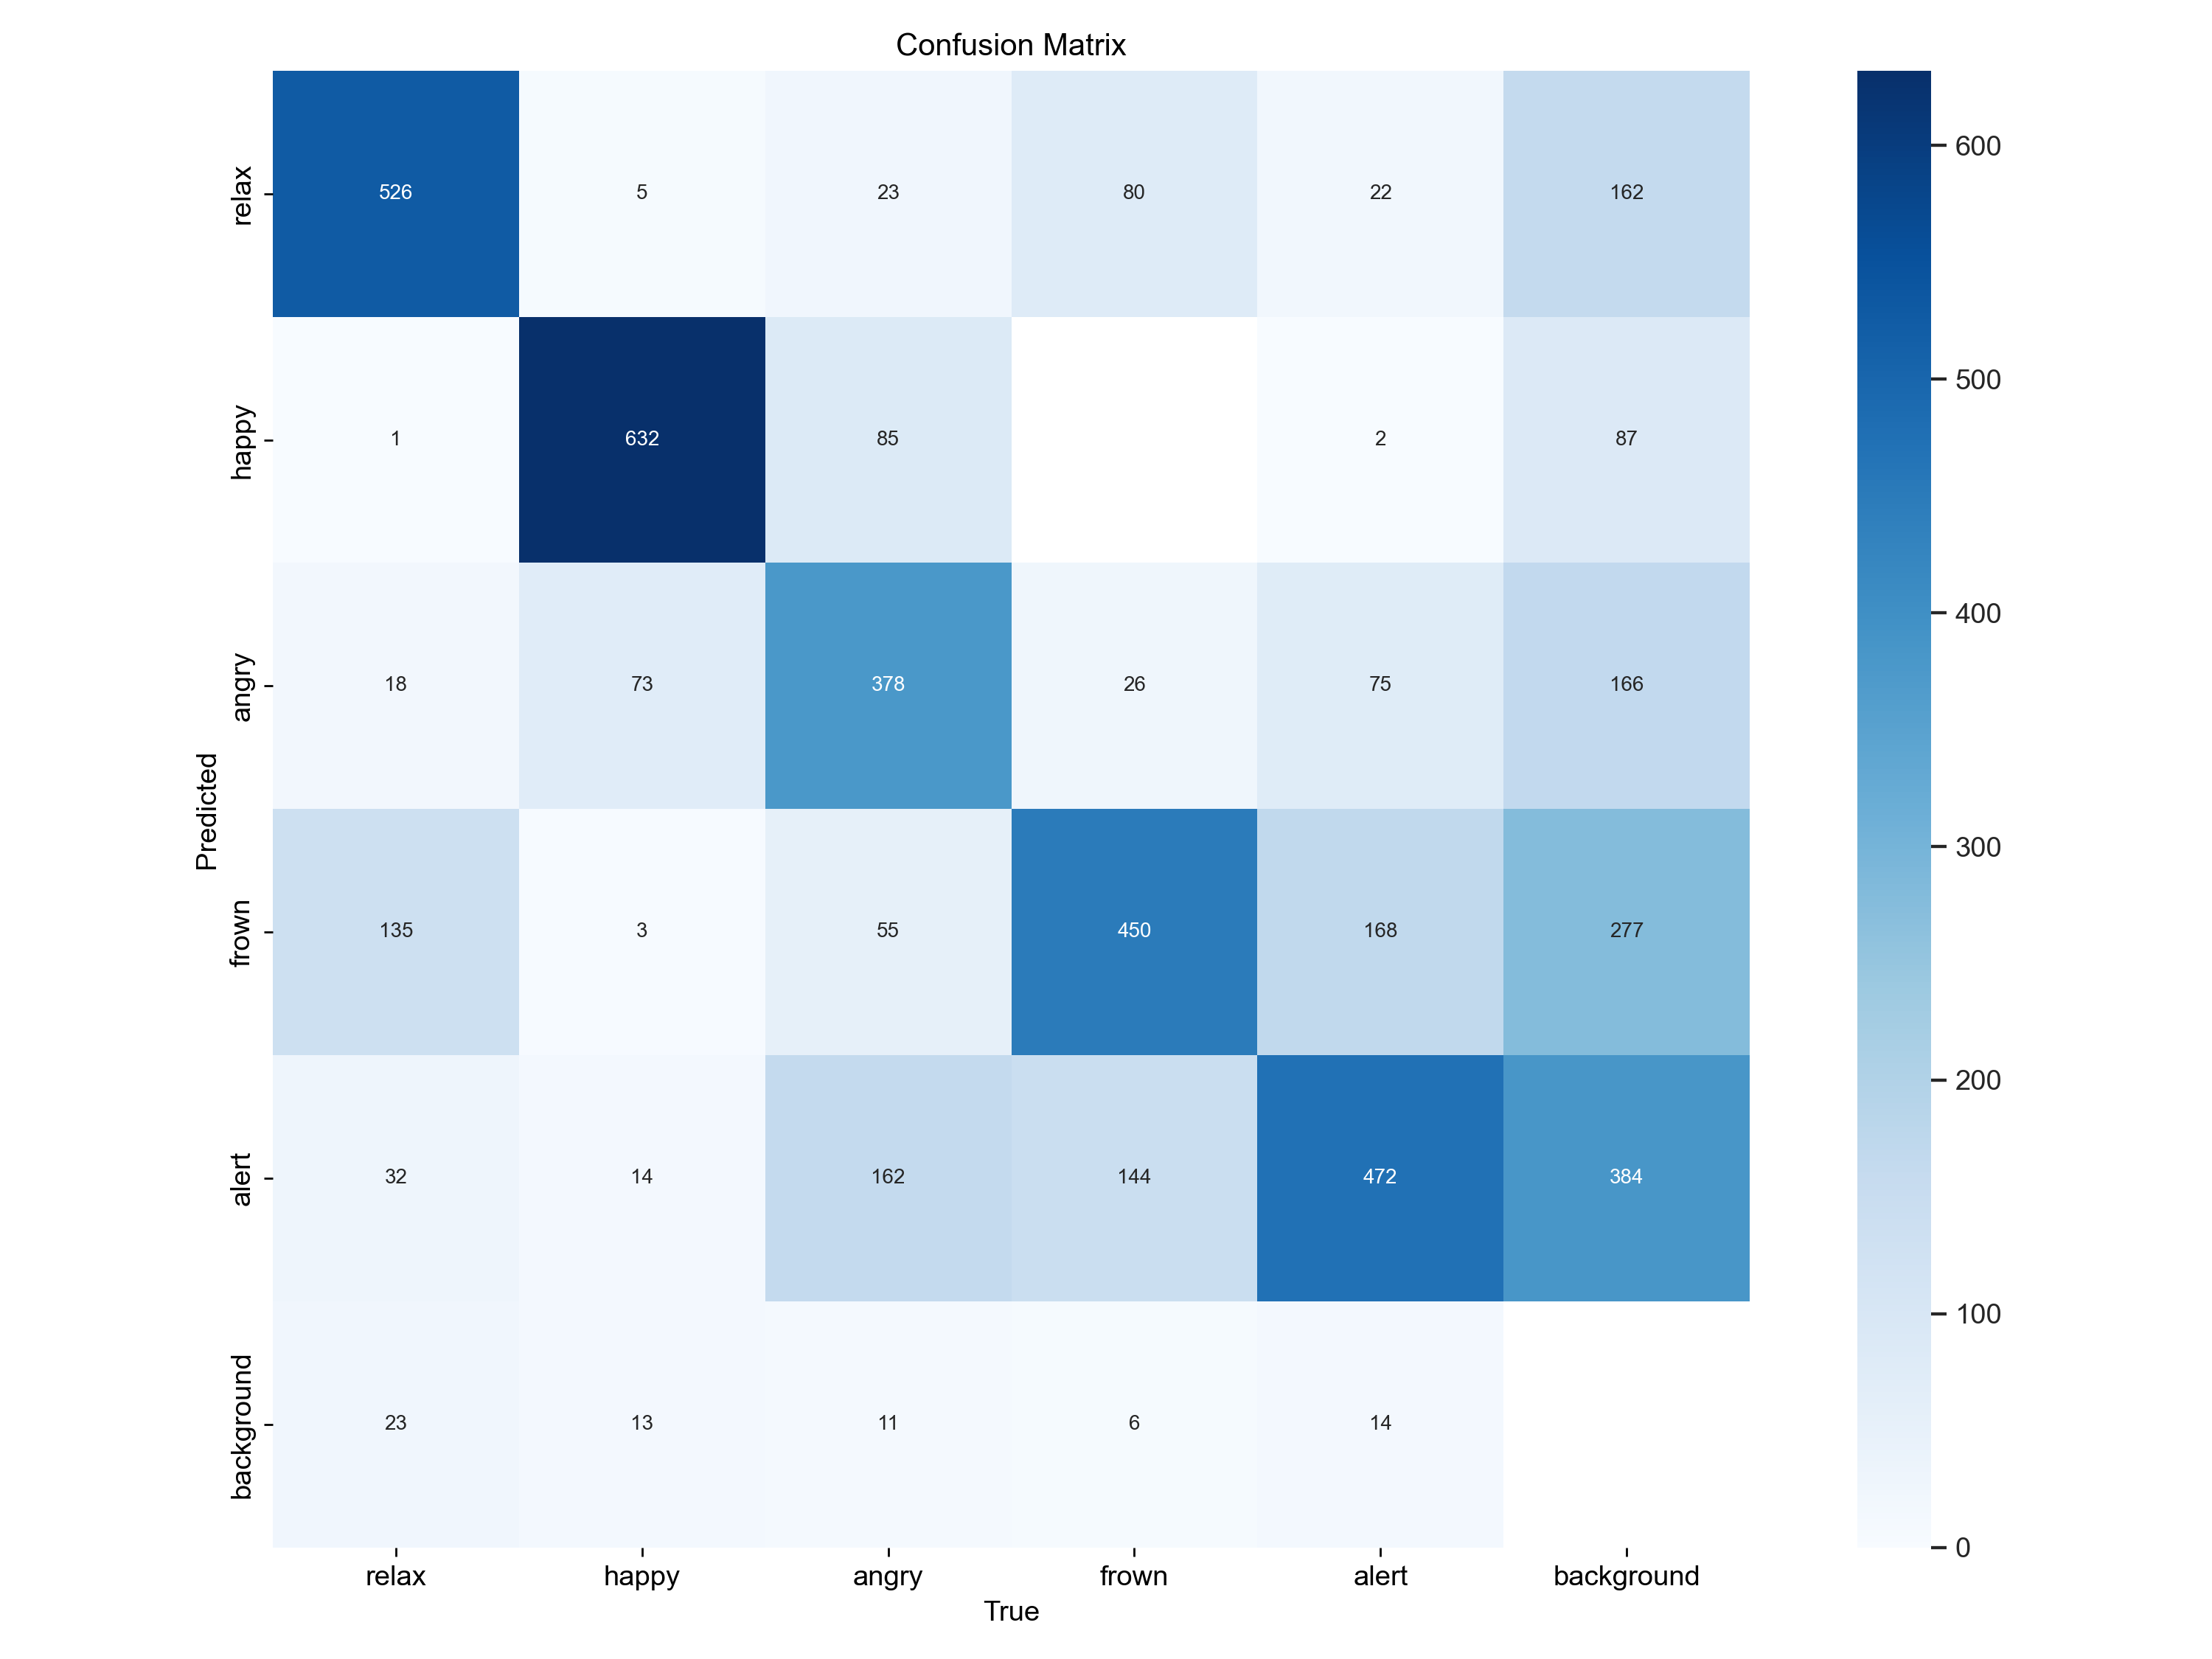 Confusion Matrix
relax 526 5 23 80 22 162
happy 1 632 85 2 87
angry 18 73 378 26 75 166
frown 135 3 55 450 168 277
alert 32 14 162 144 472 384
background 23 13 11 6 14
Predicted
relax happy angry frown alert background
True
600
500
400
300
200
100
0